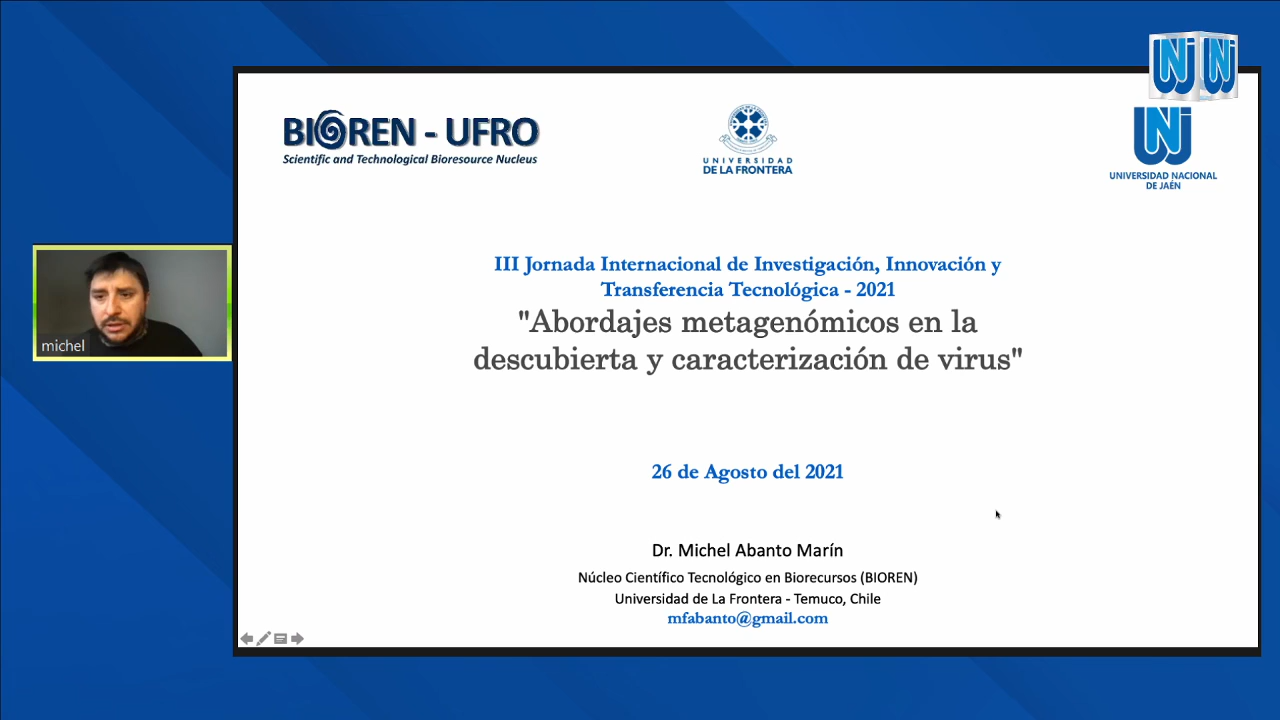 BIOREN - UFRO
Scientific and Technological Bioresource Nucleus
UNIVERSIDAD
DE LA FRONTERA
UNJ
UNIVERSIDAD NACIONAL
DE JAÉN
III Jornada Internacional de Investigación, Innovación y
Transferencia Tecnológica - 2021
"Abordajes metagenómicos en la
descubierta y caracterización de virus"
michel
26 de Agosto del 2021
Dr. Michel Abanto Marín
Núcleo Científico Tecnológico en Biorecursos (BIOREN)
Universidad de La Frontera - Temuco, Chile
mfabanto@gmail.com